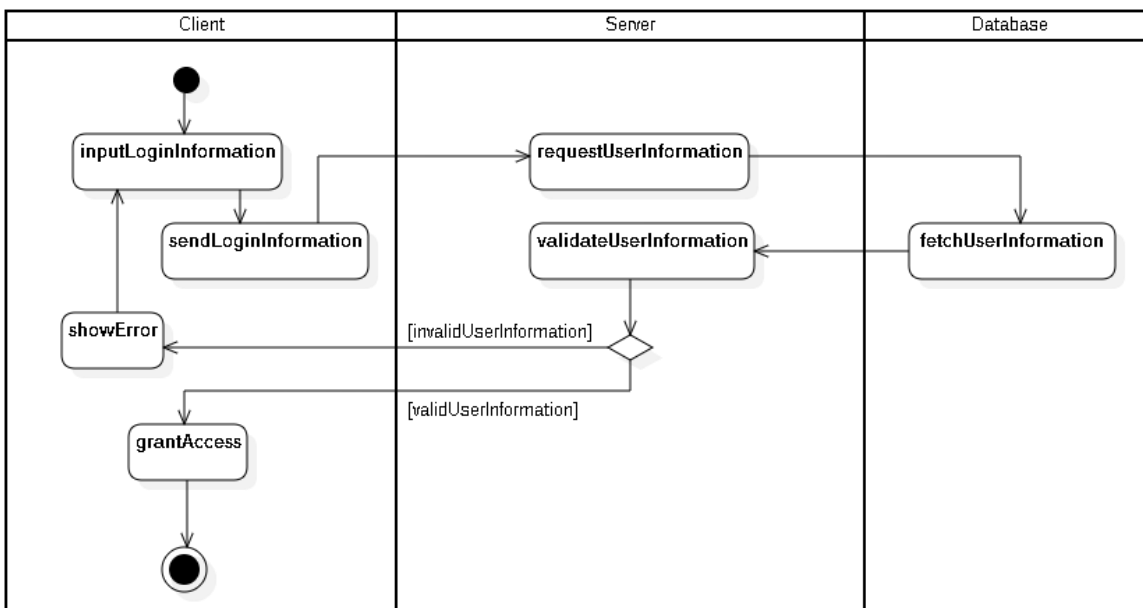 Client
Server
Database
inputLoginInformation
requestUserInformation
sendLoginInformation
validateUserInformation
fetchUserInformation
showError
[invalidUserInformation]
[validUserInformation]
grantAccess